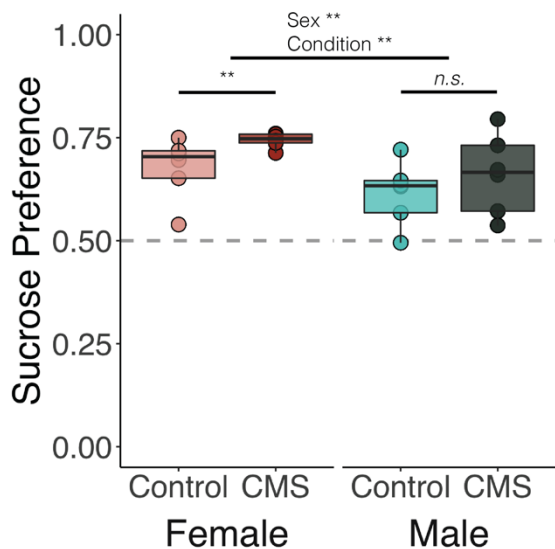 Sex **
Condition **
**
n.s.
Sucrose Preference
1.00
0.75
0.50
0.25
0.00
Control CMS Control CMS
Female Male